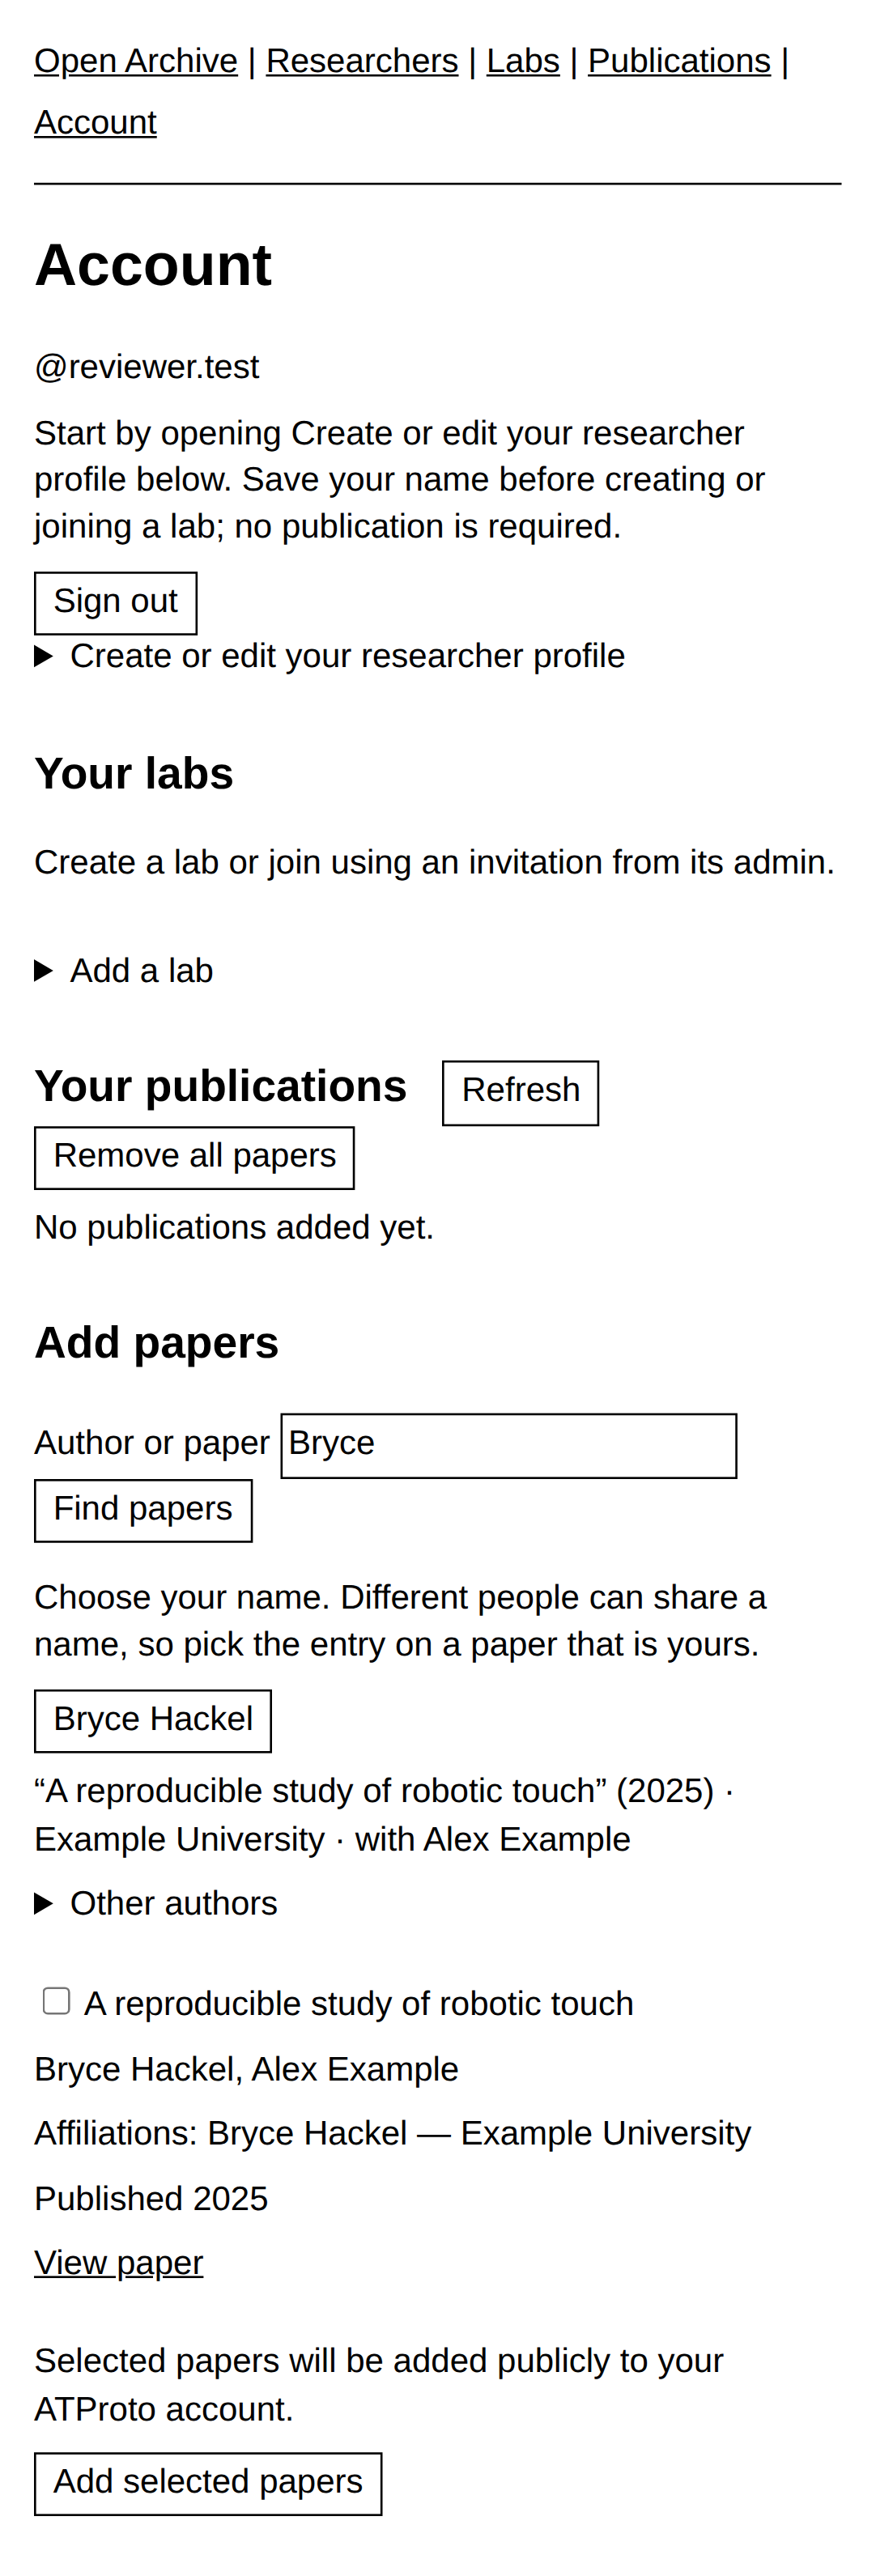 Open Archive | Researchers | Labs | Publications |
Account
Account
@reviewer.test
Start by opening Create or edit your researcher
profile below. Save your name before creating or
joining a lab; no publication is required.
Sign out
Create or edit your researcher profile
Your labs
Create a lab or join using an invitation from its admin.
Add a lab
Your publications Refresh
Remove all papers
No publications added yet.
Add papers
Author or paper Bryce
Find papers
Choose your name. Different people can share a
name, so pick the entry on a paper that is yours.
Bryce Hackel
“A reproducible study of robotic touch” (2025) ·
Example University · with Alex Example
Other authors
A reproducible study of robotic touch
Bryce Hackel, Alex Example
Affiliations: Bryce Hackel — Example University
Published 2025
View paper
Selected papers will be added publicly to your
ATProto account.
Add selected papers